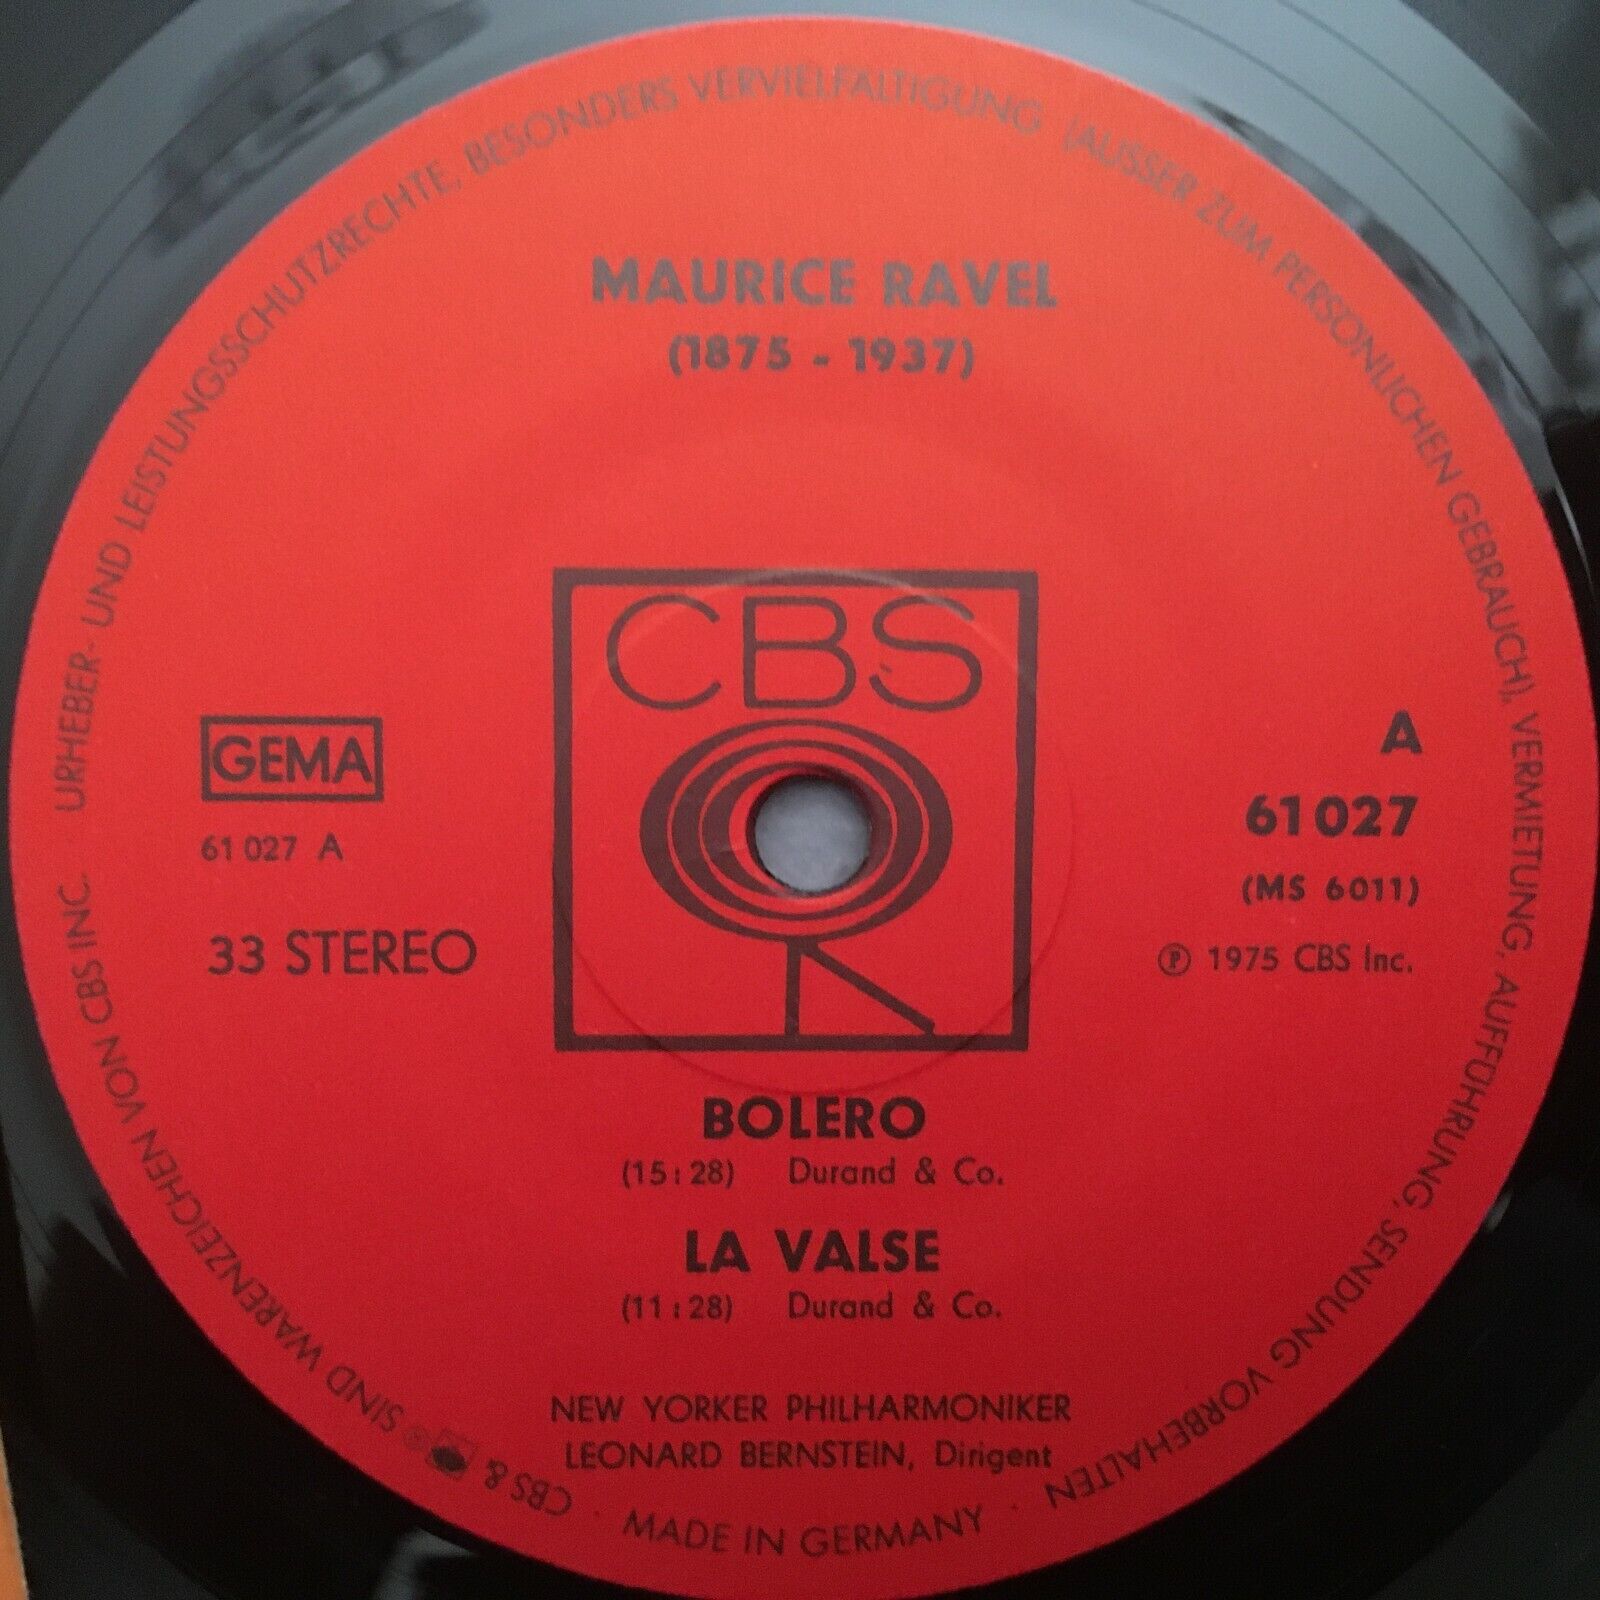 MAURICE RAVEL
(1875 - 1937)
CBS
GEMA
61 027 A
33 STEREO
A
61 027
(MS 6011)
Ⓟ 1975 CBS Inc.
BOLERO
(15:28) Durand & Co.
LA VALSE
(11:28) Durand & Co.
NEW YORKER PHILHARMONIKER
LEONARD BERNSTEIN, Dirigent
CBS & ® SIND WARENZEICHEN VON CBS INC. URHEBER- UND LEISTUNGSSCHUTZRECHTE, BESONDERS VERVIELFÄLTIGUNG (AUSSER ZUM PERSÖNLICHEN GEBRAUCH), VERMIETUNG, AUFFÜHRUNG, SENDUNG VORBEHALTEN
· MADE IN GERMANY ·